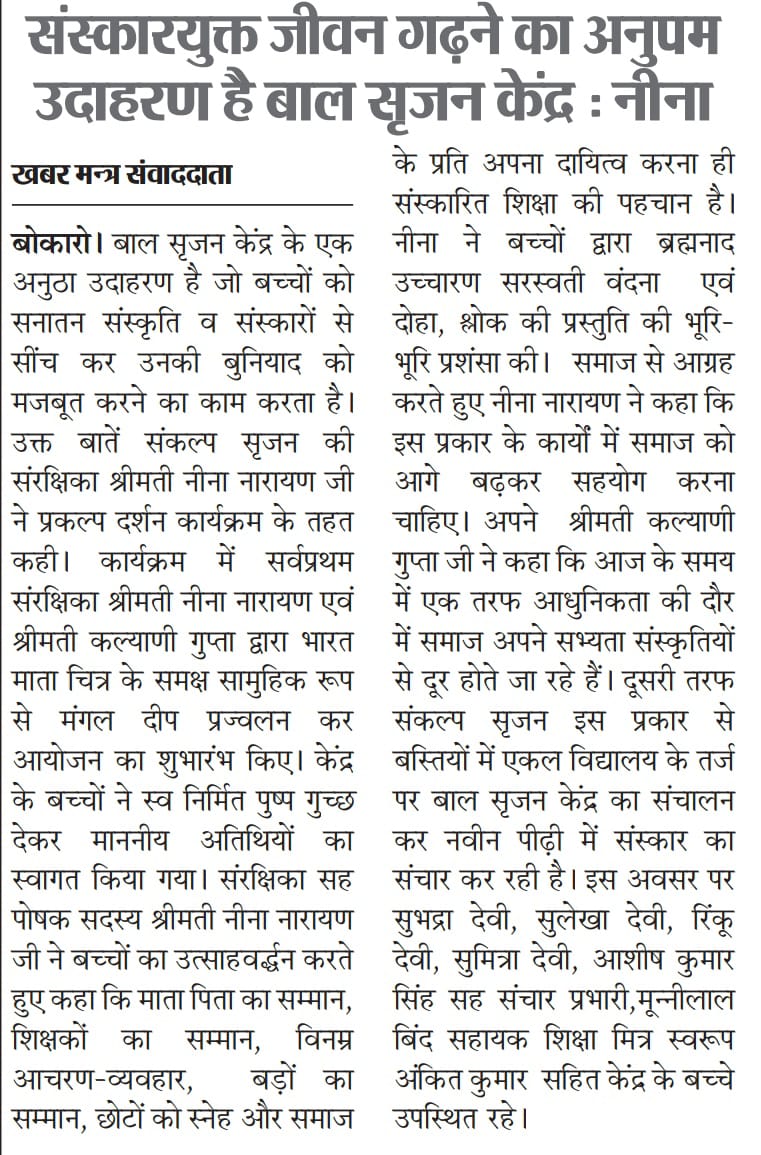 संस्कारयुक्त जीवन गढ़ने का अनुपम
उदाहरण है बाल सृजन केंद्र : नीना
खबर मन्त्र संवाददाता
बोकारो। बाल सृजन केंद्र के एक
अनुठा उदाहरण है जो बच्चों को
सनातन संस्कृति व संस्कारों से
सींच कर उनकी बुनियाद को
मजबूत करने का काम करता है।
उक्त बातें संकल्प सृजन की
संरक्षिका श्रीमती नीना नारायण जी
ने प्रकल्प दर्शन कार्यक्रम के तहत
कही। कार्यक्रम में सर्वप्रथम
संरक्षिका श्रीमती नीना नारायण एवं
श्रीमती कल्याणी गुप्ता द्वारा भारत
माता चित्र के समक्ष सामुहिक रूप
से मंगल दीप प्रज्वलन कर
आयोजन का शुभारंभ किए। केंद्र
के बच्चों ने स्व निर्मित पुष्प गुच्छ
देकर माननीय अतिथियों का
स्वागत किया गया। संरक्षिका सह
पोषक सदस्य श्रीमती नीना नारायण
जी ने बच्चों का उत्साहवर्द्धन करते
हुए कहा कि माता पिता का सम्मान,
शिक्षकों का सम्मान, विनम्र
आचरण-व्यवहार, बड़ों का
सम्मान, छोटों को स्नेह और समाज
के प्रति अपना दायित्व करना ही
संस्कारित शिक्षा की पहचान है।
नीना ने बच्चों द्वारा ब्रह्मनाद
उच्चारण सरस्वती वंदना एवं
दोहा, श्लोक की प्रस्तुति की भूरि-
भूरि प्रशंसा की। समाज से आग्रह
करते हुए नीना नारायण ने कहा कि
इस प्रकार के कार्यों में समाज को
आगे बढ़कर सहयोग करना
चाहिए। अपने श्रीमती कल्याणी
गुप्ता जी ने कहा कि आज के समय
में एक तरफ आधुनिकता की दौर
में समाज अपने सभ्यता संस्कृतियों
से दूर होते जा रहे हैं। दूसरी तरफ
संकल्प सृजन इस प्रकार से
बस्तियों में एकल विद्यालय के तर्ज
पर बाल सृजन केंद्र का संचालन
कर नवीन पीढ़ी में संस्कार का
संचार कर रही है। इस अवसर पर
सुभद्रा देवी, सुलेखा देवी, रिंकू
देवी, सुमित्रा देवी, आशीष कुमार
सिंह सह संचार प्रभारी,मून्नीलाल
बिंद सहायक शिक्षा मित्र स्वरूप
अंकित कुमार सहित केंद्र के बच्चे
उपस्थित रहे।